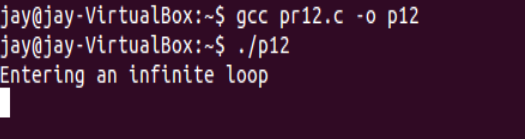 jay@jay-VirtualBox:~$ gcc pr12.c -o p12
jay@jay-VirtualBox:~$ ./p12
Entering an infinite loop